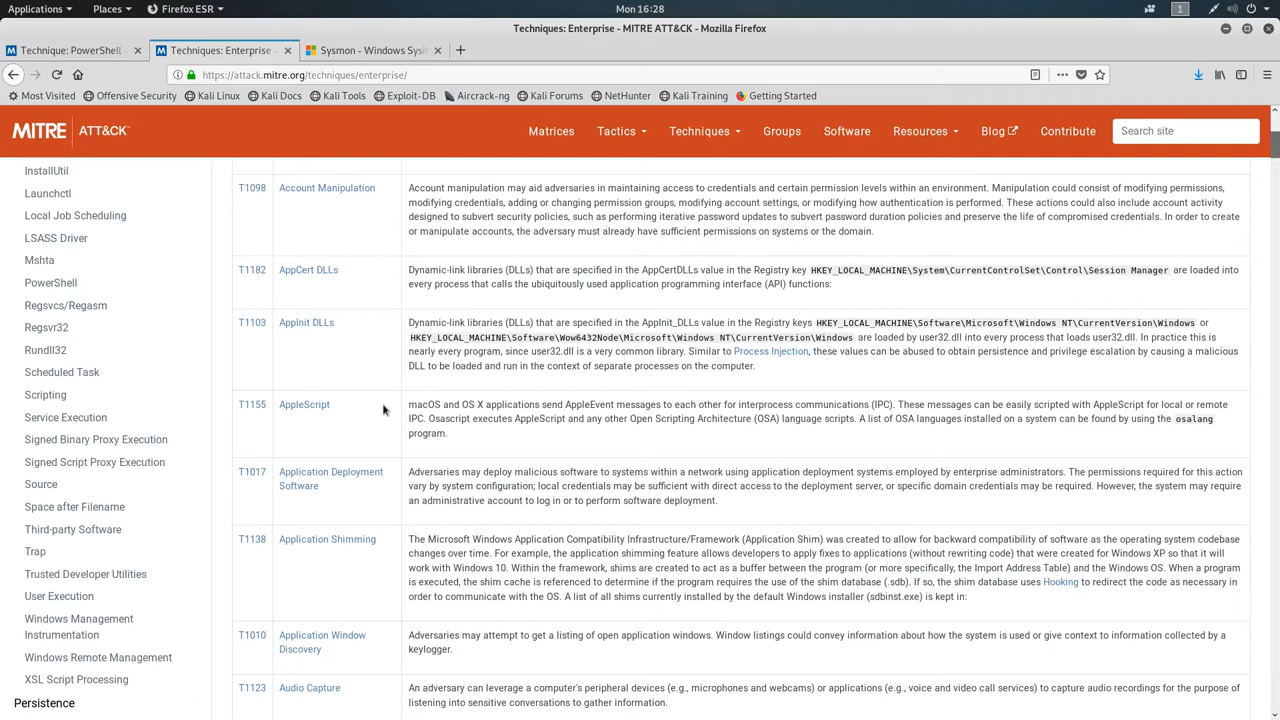 Applications
Places
Firefox ESR
Mon 16:28
1
Techniques: Enterprise - MITRE ATT&CK - Mozilla Firefox
Technique: PowerShell -
Techniques: Enterprise -
Sysmon - Windows Sysin
https://attack.mitre.org/techniques/enterprise/
Most Visited
Offensive Security
Kali Linux
Kali Docs
Kali Tools
Exploit-DB
Aircrack-ng
Kali Forums
NetHunter
Kali Training
Getting Started
MITRE | ATT&CK™
Matrices
Tactics
Techniques
Groups
Software
Resources
Blog
Contribute
Search site
InstallUtil
Launchctl
Local Job Scheduling
LSASS Driver
Mshta
PowerShell
Regsvcs/Regasm
Regsvr32
Rundll32
Scheduled Task
Scripting
Service Execution
Signed Binary Proxy Execution
Signed Script Proxy Execution
Source
Space after Filename
Third-party Software
Trap
Trusted Developer Utilities
User Execution
Windows Management
Instrumentation
Windows Remote Management
XSL Script Processing
Persistence
T1098
Account Manipulation
Account manipulation may aid adversaries in maintaining access to credentials and certain permission levels within an environment. Manipulation could consist of modifying permissions,
modifying credentials, adding or changing permission groups, modifying account settings, or modifying how authentication is performed. These actions could also include account activity
designed to subvert security policies, such as performing iterative password updates to subvert password duration policies and preserve the life of compromised credentials. In order to create
or manipulate accounts, the adversary must already have sufficient permissions on systems or the domain.
T1182
AppCert DLLs
Dynamic-link libraries (DLLs) that are specified in the AppCertDLLs value in the Registry key HKEY_LOCAL_MACHINE\System\CurrentControlSet\Control\Session Manager are loaded into
every process that calls the ubiquitously used application programming interface (API) functions:
T1103
AppInit DLLs
Dynamic-link libraries (DLLs) that are specified in the AppInit_DLLs value in the Registry keys HKEY_LOCAL_MACHINE\Software\Microsoft\Windows NT\CurrentVersion\Windows or
HKEY_LOCAL_MACHINE\Software\Wow6432Node\Microsoft\Windows NT\CurrentVersion\Windows are loaded by user32.dll into every process that loads user32.dll. In practice this is
nearly every program, since user32.dll is a very common library. Similar to Process Injection, these values can be abused to obtain persistence and privilege escalation by causing a malicious
DLL to be loaded and run in the context of separate processes on the computer.
T1155
AppleScript
macOS and OS X applications send AppleEvent messages to each other for interprocess communications (IPC). These messages can be easily scripted with AppleScript for local or remote
IPC. Osascript executes AppleScript and any other Open Scripting Architecture (OSA) language scripts. A list of OSA languages installed on a system can be found by using the osalang
program.
T1017
Application Deployment
Software
Adversaries may deploy malicious software to systems within a network using application deployment systems employed by enterprise administrators. The permissions required for this action
vary by system configuration; local credentials may be sufficient with direct access to the deployment server, or specific domain credentials may be required. However, the system may require
an administrative account to log in or to perform software deployment.
T1138
Application Shimming
The Microsoft Windows Application Compatibility Infrastructure/Framework (Application Shim) was created to allow for backward compatibility of software as the operating system codebase
changes over time. For example, the application shimming feature allows developers to apply fixes to applications (without rewriting code) that were created for Windows XP so that it will
work with Windows 10. Within the framework, shims are created to act as a buffer between the program (or more specifically, the Import Address Table) and the Windows OS. When a program
is executed, the shim cache is referenced to determine if the program requires the use of the shim database (.sdb). If so, the shim database uses Hooking to redirect the code as necessary in
order to communicate with the OS. A list of all shims currently installed by the default Windows installer (sdbinst.exe) is kept in:
T1010
Application Window
Discovery
Adversaries may attempt to get a listing of open application windows. Window listings could convey information about how the system is used or give context to information collected by a
keylogger.
T1123
Audio Capture
An adversary can leverage a computer's peripheral devices (e.g., microphones and webcams) or applications (e.g., voice and video call services) to capture audio recordings for the purpose of
listening into sensitive conversations to gather information.